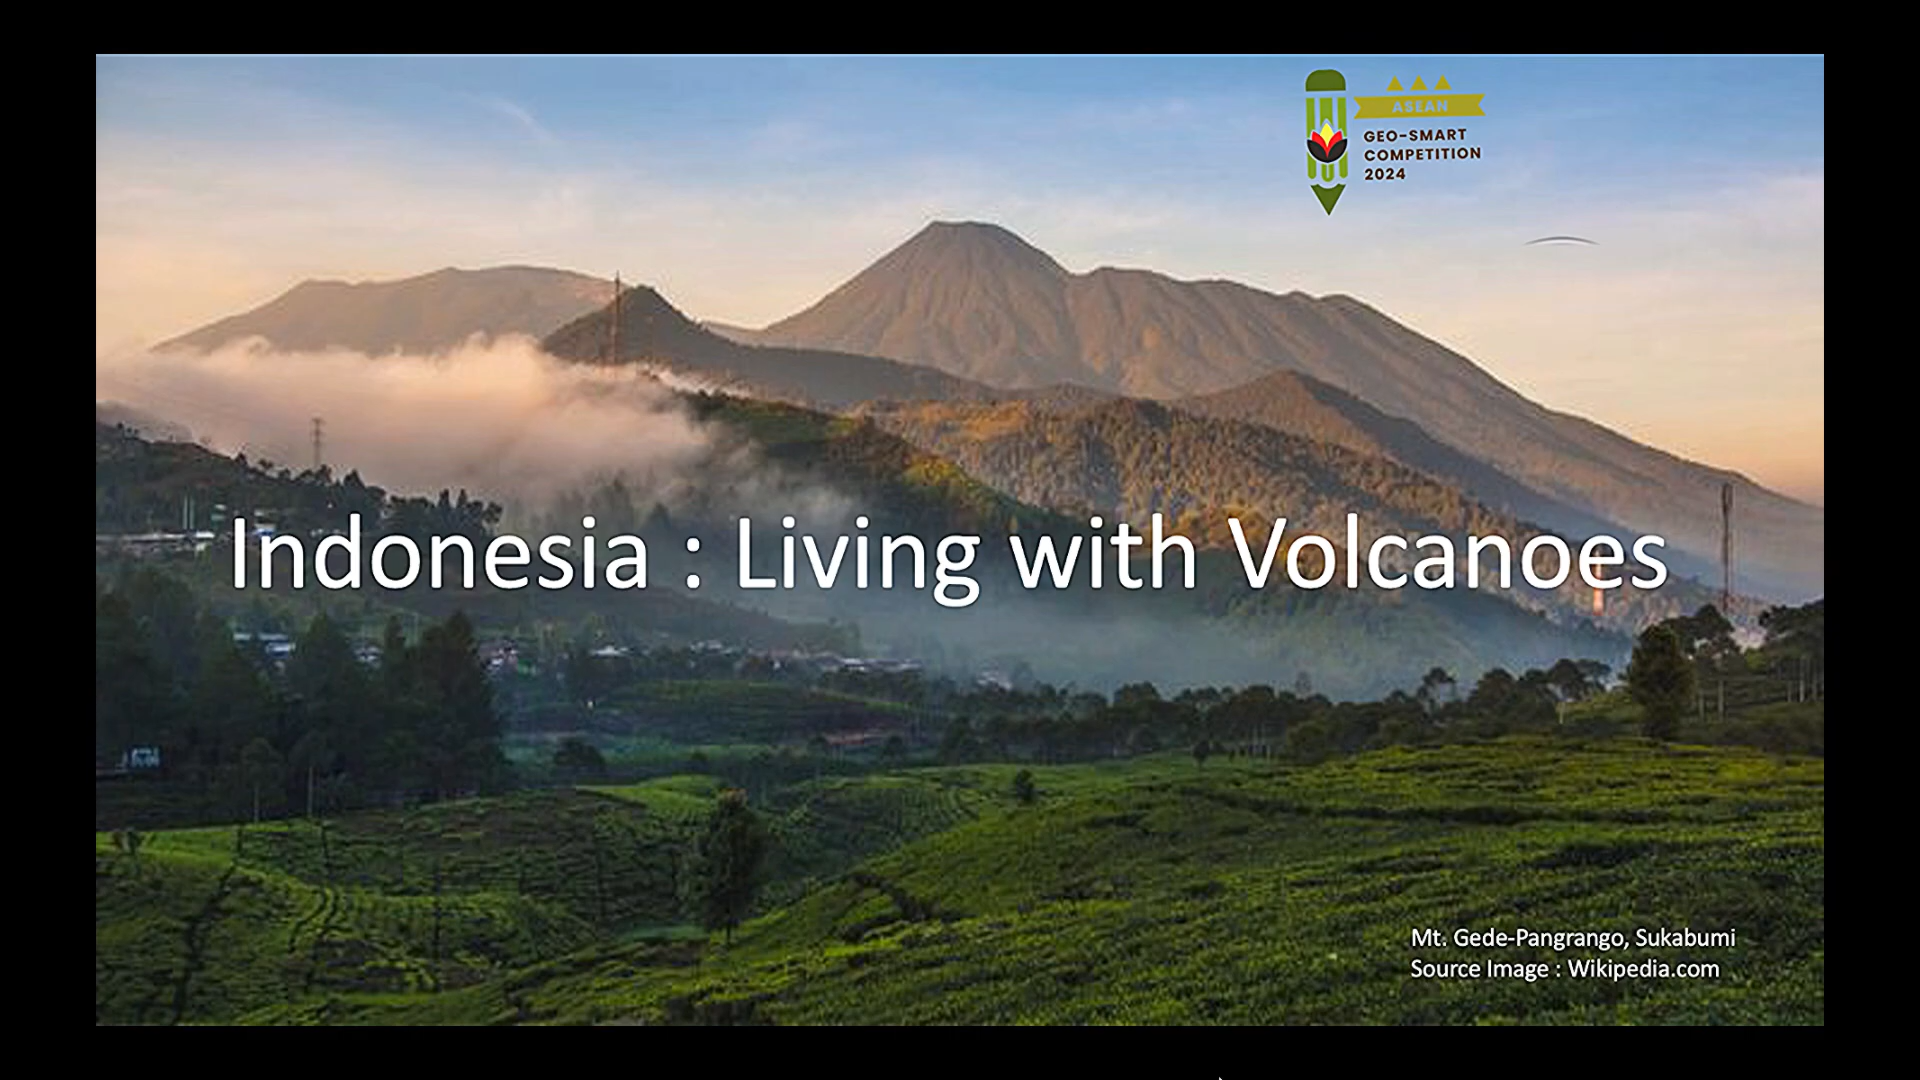 ASEAN
GEO-SMART
COMPETITION
2024
Indonesia : Living with Volcanoes
Mt. Gede-Pangrango, Sukabumi
Source Image : Wikipedia.com